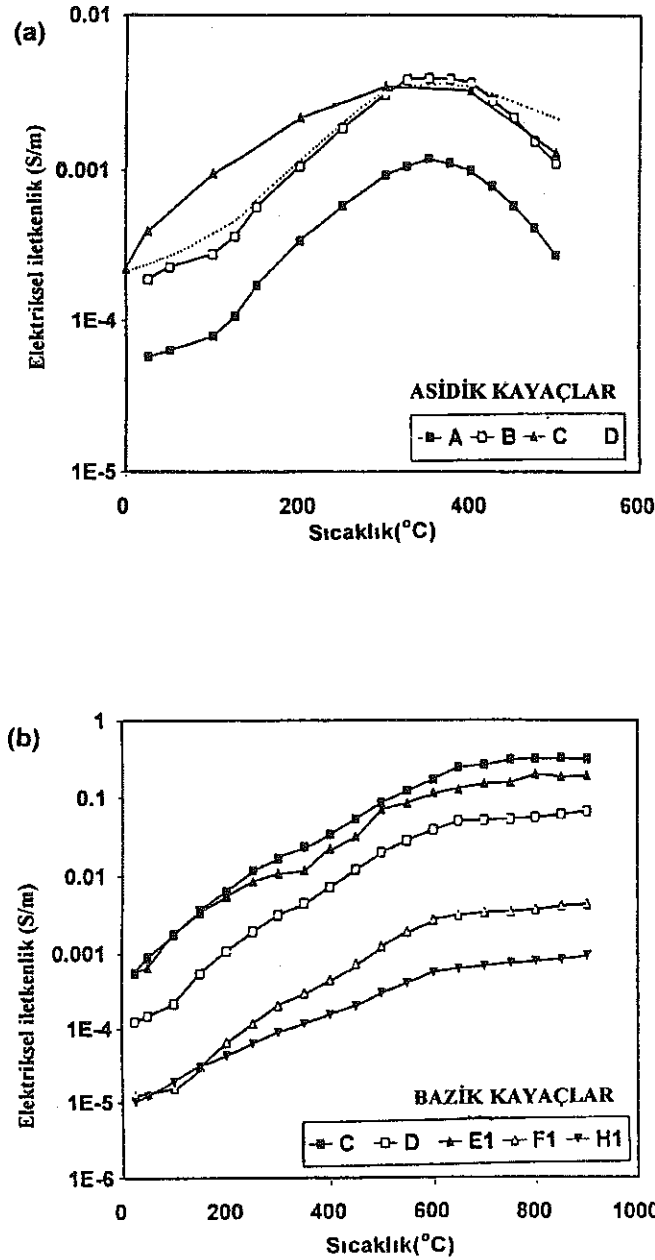 (a)
0.01
0.001
1E-4
1E-5
Elektriksel iletkenlik (S/m)
ASİDİK KAYAÇLAR
A B C D
0 200 400 600
Sıcaklık(°C)
(b)
1
0.1
0.01
0.001
1E-4
1E-5
1E-6
Elektriksel iletkenlik (S/m)
BAZİK KAYAÇLAR
C D E1 F1 H1
0 200 400 600 800 1000
Sıcaklık(°C)